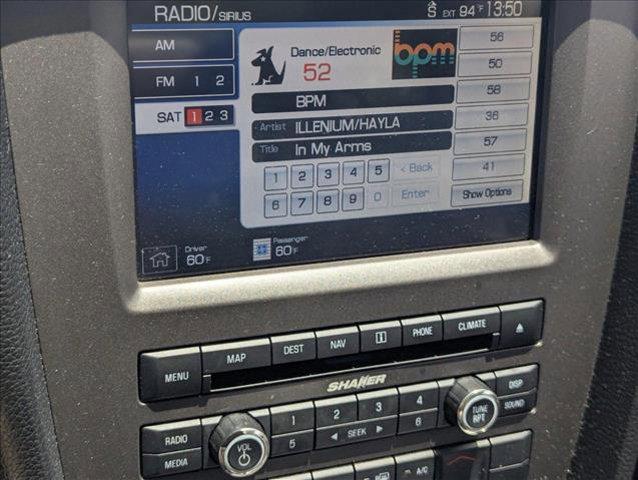 RADIO/SIRIUS S EXT 94°F 13:50
AM
FM 1 2
SAT 1 2 3
Dance/Electronic
52
bpm
BPM
Artist ILLENIUM/HAYLA
Title In My Arms
1 2 3 4 5 < Back
6 7 8 9 0 Enter
56
50
58
36
57
41
Show Options
Driver
60°F
Passenger
60°F
MENU MAP DEST NAV i PHONE CLIMATE
SHAKER
RADIO VOL 1 2 3 4 TUNE RPT DISP
MEDIA 5 SEEK 6 SOUND
A/C